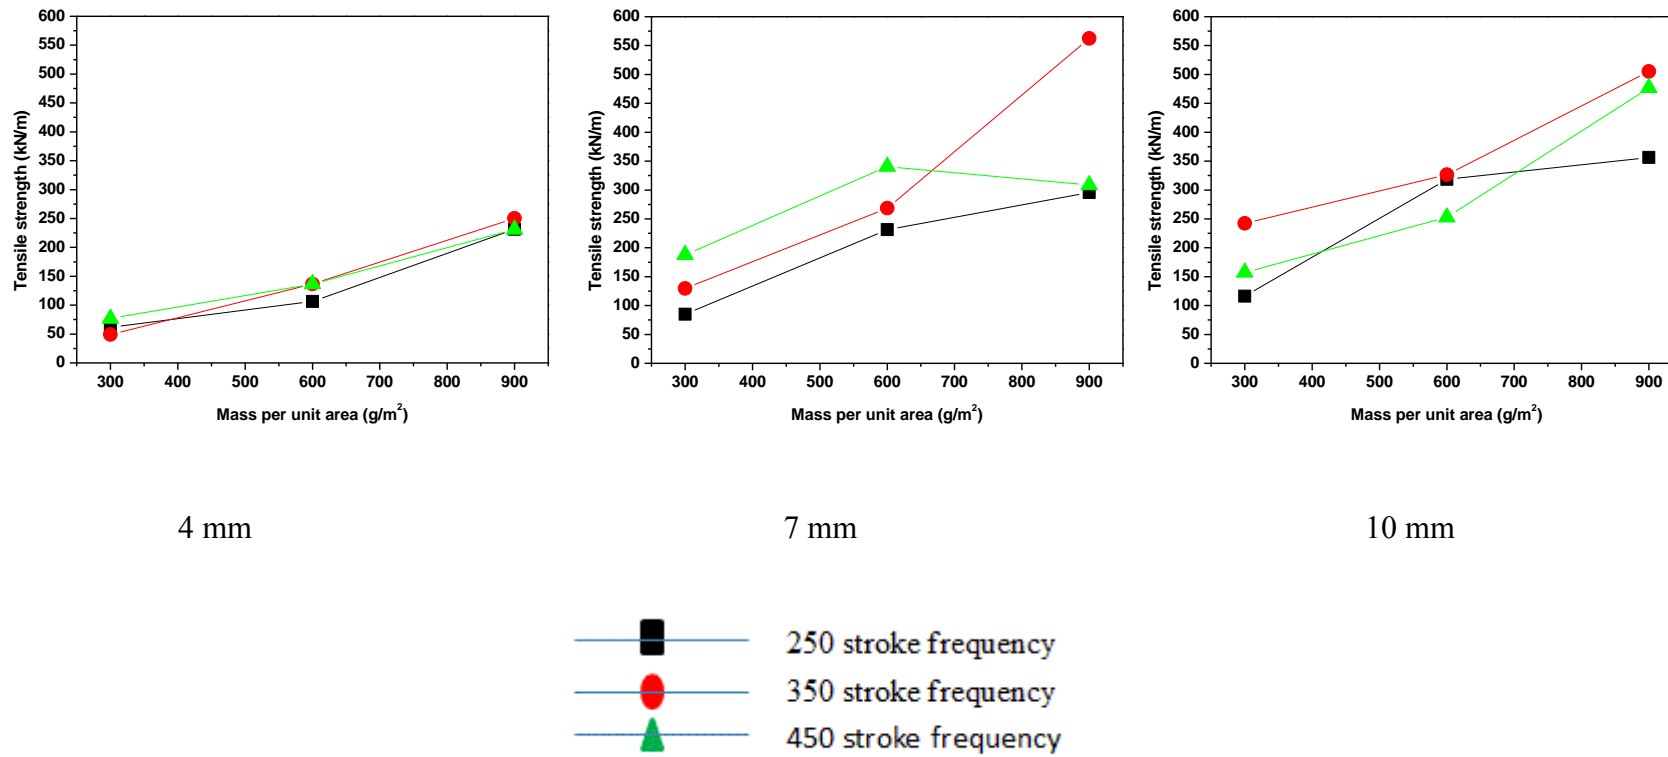 600
550
500
450
400
350
300
250
200
150
100
50
0
Tensile strength (kN/m)
300 400 500 600 700 800 900
Mass per unit area (g/m²)
600
550
500
450
400
350
300
250
200
150
100
50
0
Tensile strength (kN/m)
300 400 500 600 700 800 900
Mass per unit area (g/m²)
600
550
500
450
400
350
300
250
200
150
100
50
0
Tensile strength (kN/m)
300 400 500 600 700 800 900
Mass per unit area (g/m²)
4 mm
7 mm
10 mm
250 stroke frequency
350 stroke frequency
450 stroke frequency